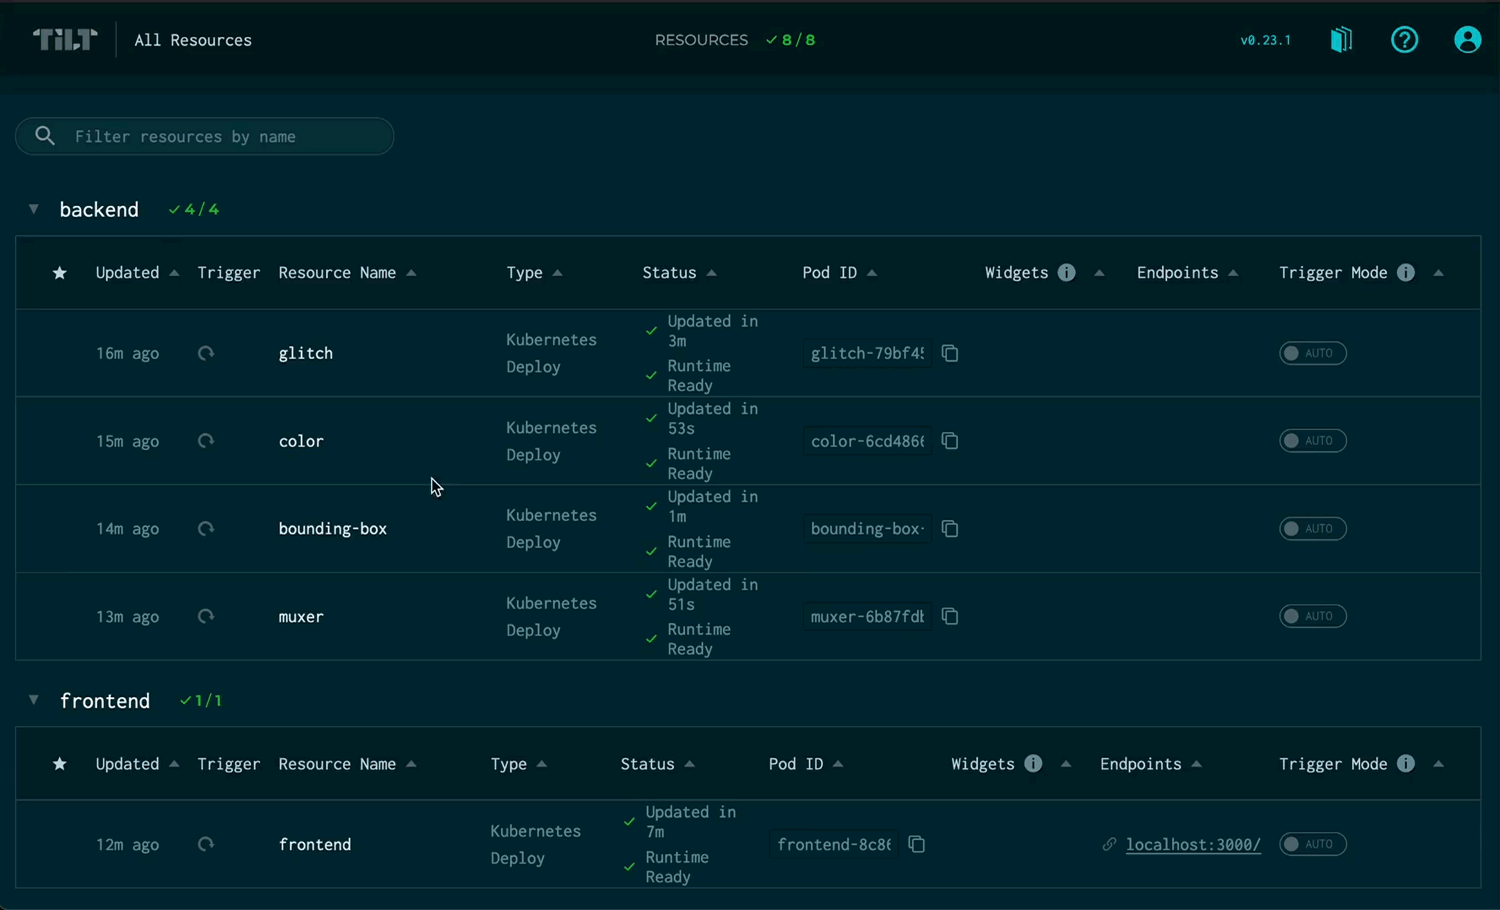 TILT All Resources RESOURCES 8/8 v0.23.1
Filter resources by name
backend 4/4
Updated Trigger Resource Name Type Status Pod ID Widgets Endpoints Trigger Mode
16m ago glitch Kubernetes Deploy Updated in 3m Runtime Ready glitch-79bf4 AUTO
15m ago color Kubernetes Deploy Updated in 53s Runtime Ready color-6cd486 AUTO
14m ago bounding-box Kubernetes Deploy Updated in 1m Runtime Ready bounding-box- AUTO
13m ago muxer Kubernetes Deploy Updated in 51s Runtime Ready muxer-6b87fd AUTO
frontend 1/1
Updated Trigger Resource Name Type Status Pod ID Widgets Endpoints Trigger Mode
12m ago frontend Kubernetes Deploy Updated in 7m Runtime Ready frontend-8c8 localhost:3000/ AUTO